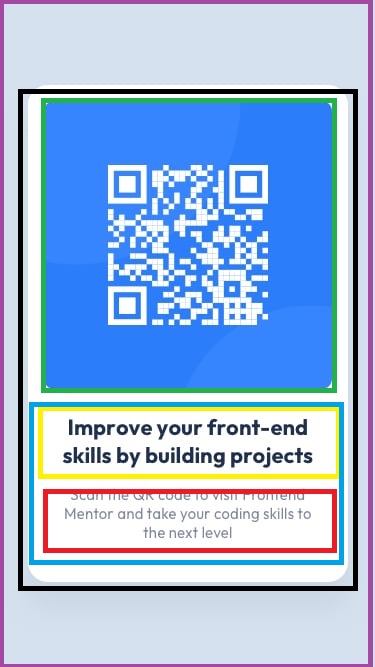 Improve your front-end
skills by building projects
Scan the QR code to visit Frontend
Mentor and take your coding skills to
the next level